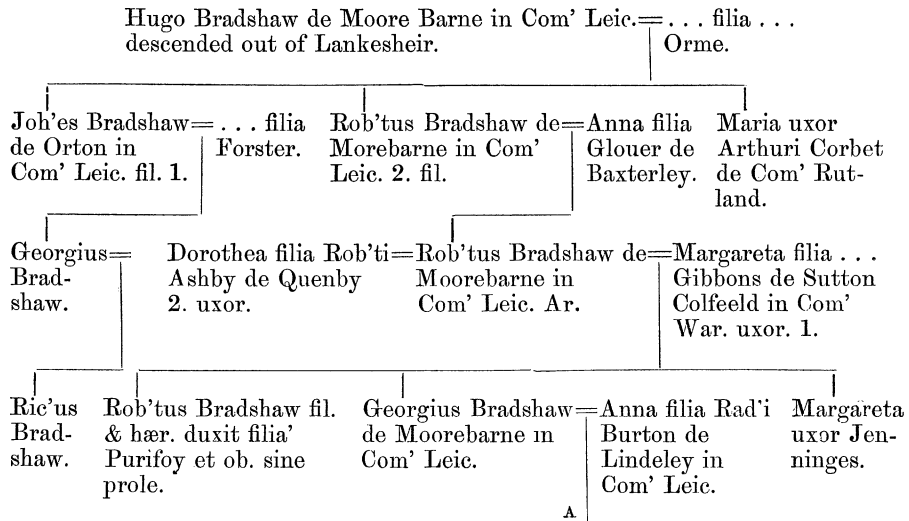 Hugo Bradshaw de Moore Barne in Com' Leic.=. . . filia . . .
descended out of Lankesheir. Orme.
Joh'es Bradshaw=. . . filia Rob'tus Bradshaw de=Anna filia Maria uxor
de Orton in Forster. Morebarne in Com' Glouer de Arthuri Corbet
Com' Leic. fil. 1. Leic. 2. fil. Baxterley. de Com' Rut-
land.
Georgius= Dorothea filia Rob'ti=Rob'tus Bradshaw de=Margareta filia . . .
Brad- Ashby de Quenby Moorebarne in Gibbons de Sutton
shaw. 2. uxor. Com' Leic. Ar. Colfeeld in Com'
War. uxor. 1.
Ric'us Rob'tus Bradshaw fil. Georgius Bradshaw=Anna filia Rad'i Margareta
Brad- & hær. duxit filia' de Moorebarne in Burton de uxor Jen-
shaw. Purifoy et ob. sine Com' Leic. Lindeley in ninges.
prole. Com' Leic.
A